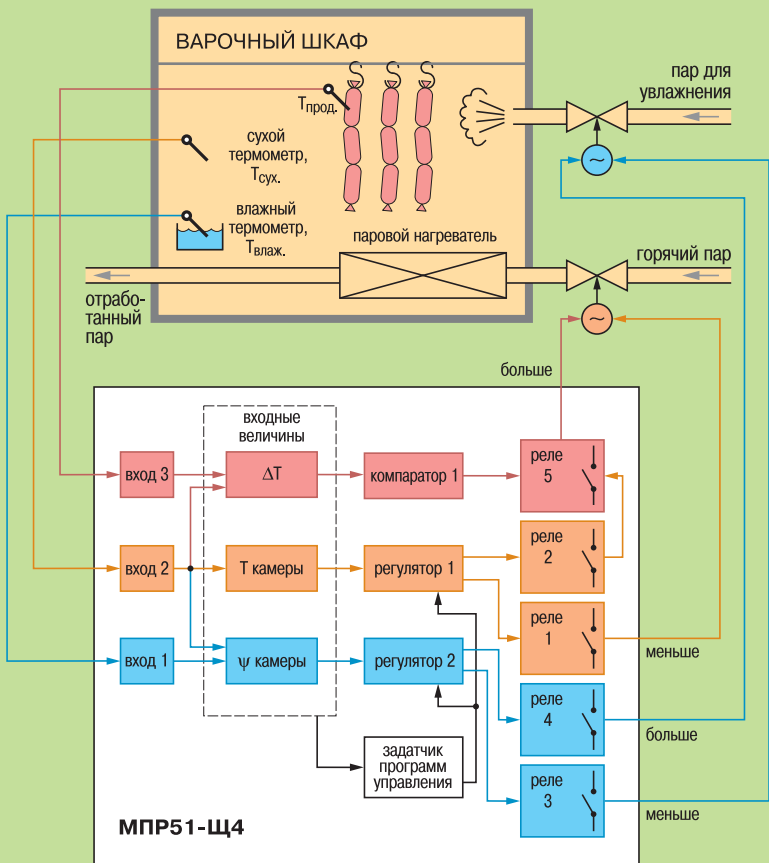 ВАРОЧНЫЙ ШКАФ
Tпрод.
сухой
термометр,
Tсух.
влажный
термометр,
Tвлаж.
паровой нагреватель
пар для
увлажнения
~
горячий пар
~
отрабо-
танный
пар
больше
входные
величины
вход 3
ΔT
компаратор 1
реле
5
вход 2
T камеры
регулятор 1
реле
2
реле
1
меньше
вход 1
ψ камеры
регулятор 2
реле
4
больше
задатчик
программ
управления
реле
3
меньше
МПР51-Щ4